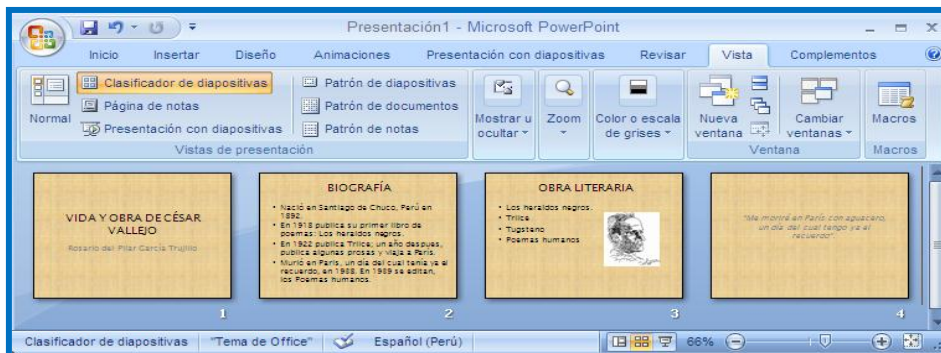 Presentación1 - Microsoft PowerPoint
Inicio Insertar Diseño Animaciones Presentación con diapositivas Revisar Vista Complementos
Normal
Clasificador de diapositivas
Página de notas
Presentación con diapositivas
Patrón de diapositivas
Patrón de documentos
Patrón de notas
Vistas de presentación
Mostrar u
ocultar
Zoom
Color o escala
de grises
Nueva
ventana
Cambiar
ventanas
Ventana
Macros
Macros
VIDA Y OBRA DE CÉSAR
VALLEJO
Rosario del Pilar García Trujillo
1
BIOGRAFÍA
• Nació en Santiago de Chuco, Perú en
1892.
• En 1918 publica su primer libro de
poemas: Los heraldos negros.
• En 1922 publica Trilce; un año despues,
publica algunas prosas y viaja a París.
• Murió en París, un día del cual tenía ya el
recuerdo, en 1988. En 1989 se editan,
los Poemas humanos.
2
OBRA LITERARIA
• Los heraldos negros.
• Trilce
• Tugsteno
• Poemas humanos
3
"Me moriré en París con aguacero,
un día del cual tengo ya el
recuerdo".
4
Clasificador de diapositivas "Tema de Office" Español (Perú) 66%